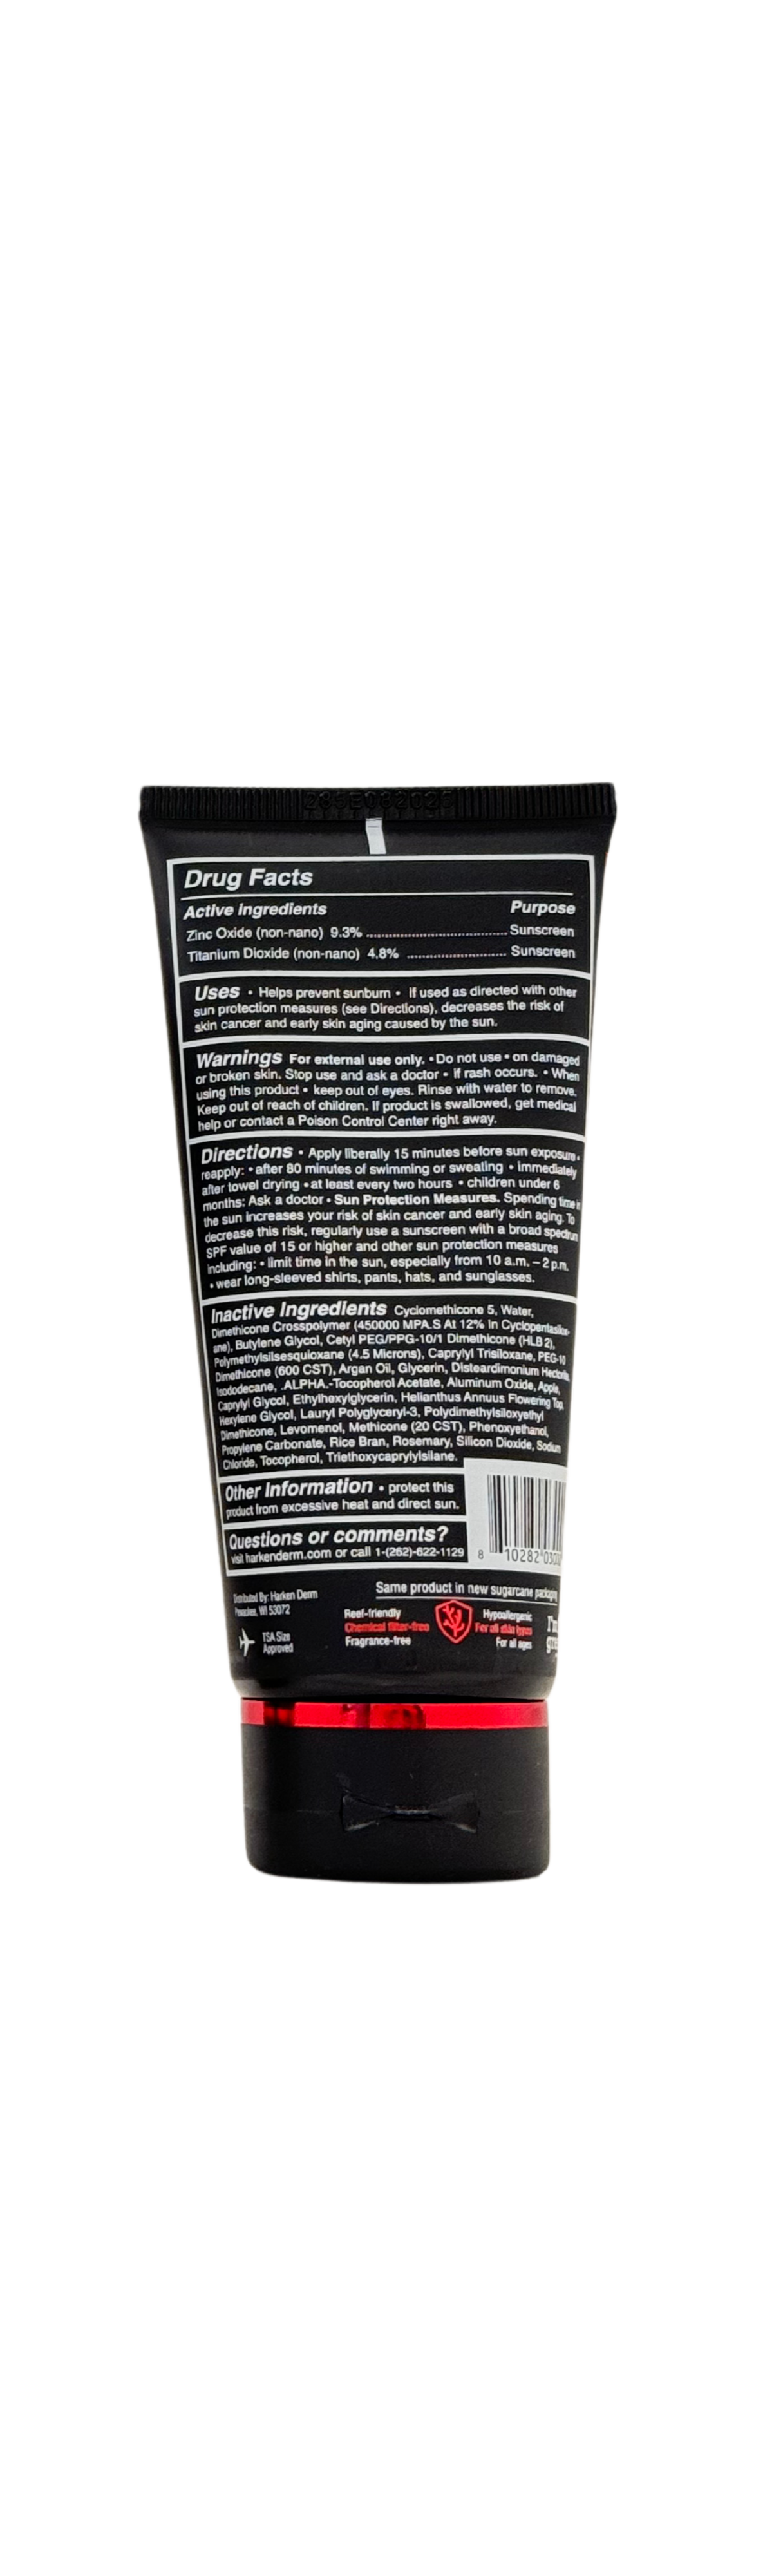 Drug Facts
Active Ingredients Purpose
Zinc Oxide (non-nano) 9.3% Sunscreen
Titanium Dioxide (non-nano) 4.8% Sunscreen
Uses • Helps prevent sunburn • if used as directed with other
sun protection measures (see Directions), decreases the risk of
skin cancer and early skin aging caused by the sun.
Warnings For external use only. • Do not use • on damaged
or broken skin. Stop use and ask a doctor • if rash occurs. • When
using this product • keep out of eyes. Rinse with water to remove.
Keep out of reach of children. If product is swallowed, get medical
help or contact a Poison Control Center right away.
Directions • Apply liberally 15 minutes before sun exposure •
reapply: • after 80 minutes of swimming or sweating • immediately
after towel drying • at least every two hours • children under 6
months: Ask a doctor • Sun Protection Measures. Spending time in
the sun increases your risk of skin cancer and early skin aging. To
decrease this risk, regularly use a sunscreen with a broad spectrum
SPF value of 15 or higher and other sun protection measures
including: • limit time in the sun, especially from 10 a.m. – 2 p.m.
• wear long-sleeved shirts, pants, hats, and sunglasses.
Inactive Ingredients Cyclomethicone 5, Water,
Dimethicone Crosspolymer (450000 MPA.S At 12% In Cyclopentasilox-
ane), Butylene Glycol, Cetyl PEG/PPG-10/1 Dimethicone (HLB 2),
Polymethylsilsesquioxane (4.5 Microns), Caprylyl Trisiloxane, PEG-10
Dimethicone (600 CST), Argan Oil, Glycerin, Disteardimonium Hectorite,
Isododecane, .ALPHA.-Tocopherol Acetate, Aluminum Oxide, Apple,
Caprylyl Glycol, Ethylhexylglycerin, Helianthus Annuus Flowering Top,
Hexylene Glycol, Lauryl Polyglyceryl-3, Polydimethylsiloxyethyl
Dimethicone, Levomenol, Methicone (20 CST), Phenoxyethanol,
Propylene Carbonate, Rice Bran, Rosemary, Silicon Dioxide, Sodium
Chloride, Tocopherol, Triethoxycaprylylsilane.
Other Information • protect this
product from excessive heat and direct sun.
Questions or comments?
visit harkenderm.com or call 1-(262)-622-1129
8 10282 0300
Distributed By: Harken Derm
Pewaukee, WI 53072
TSA Size
Approved
Same product in new sugarcane packaging
Reef-friendly
Chemical filter-free
Fragrance-free
Hypoallergenic
For all skin types
For all ages
I'm